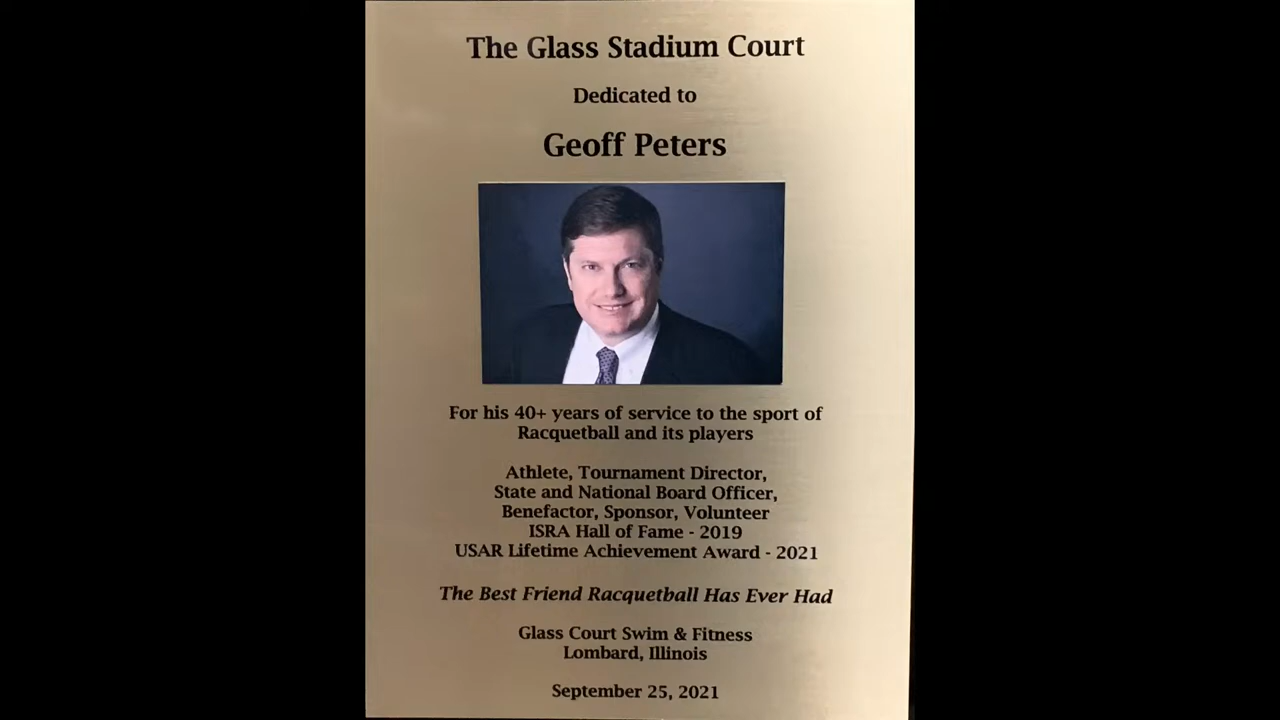 The Glass Stadium Court
Dedicated to
Geoff Peters
For his 40+ years of service to the sport of
Racquetball and its players
Athlete, Tournament Director,
State and National Board Officer,
Benefactor, Sponsor, Volunteer
ISRA Hall of Fame - 2019
USAR Lifetime Achievement Award - 2021
The Best Friend Racquetball Has Ever Had
Glass Court Swim & Fitness
Lombard, Illinois
September 25, 2021